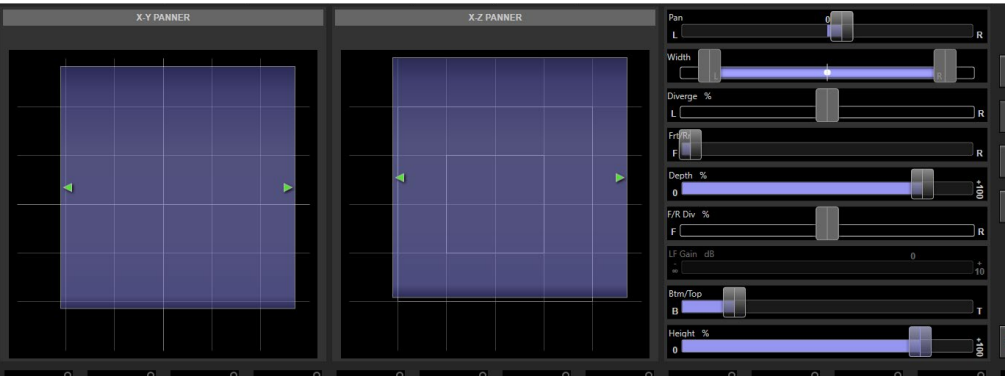 X-Y PANNER
X-Z PANNER
Pan
0
L R
Width
L R
Diverge %
L R
Frt/Re
F R
Depth %
0 +100
F/R Div %
F R
LF Gain dB
0
-∞ +10
Btm/Top
B T
Height %
0 +100